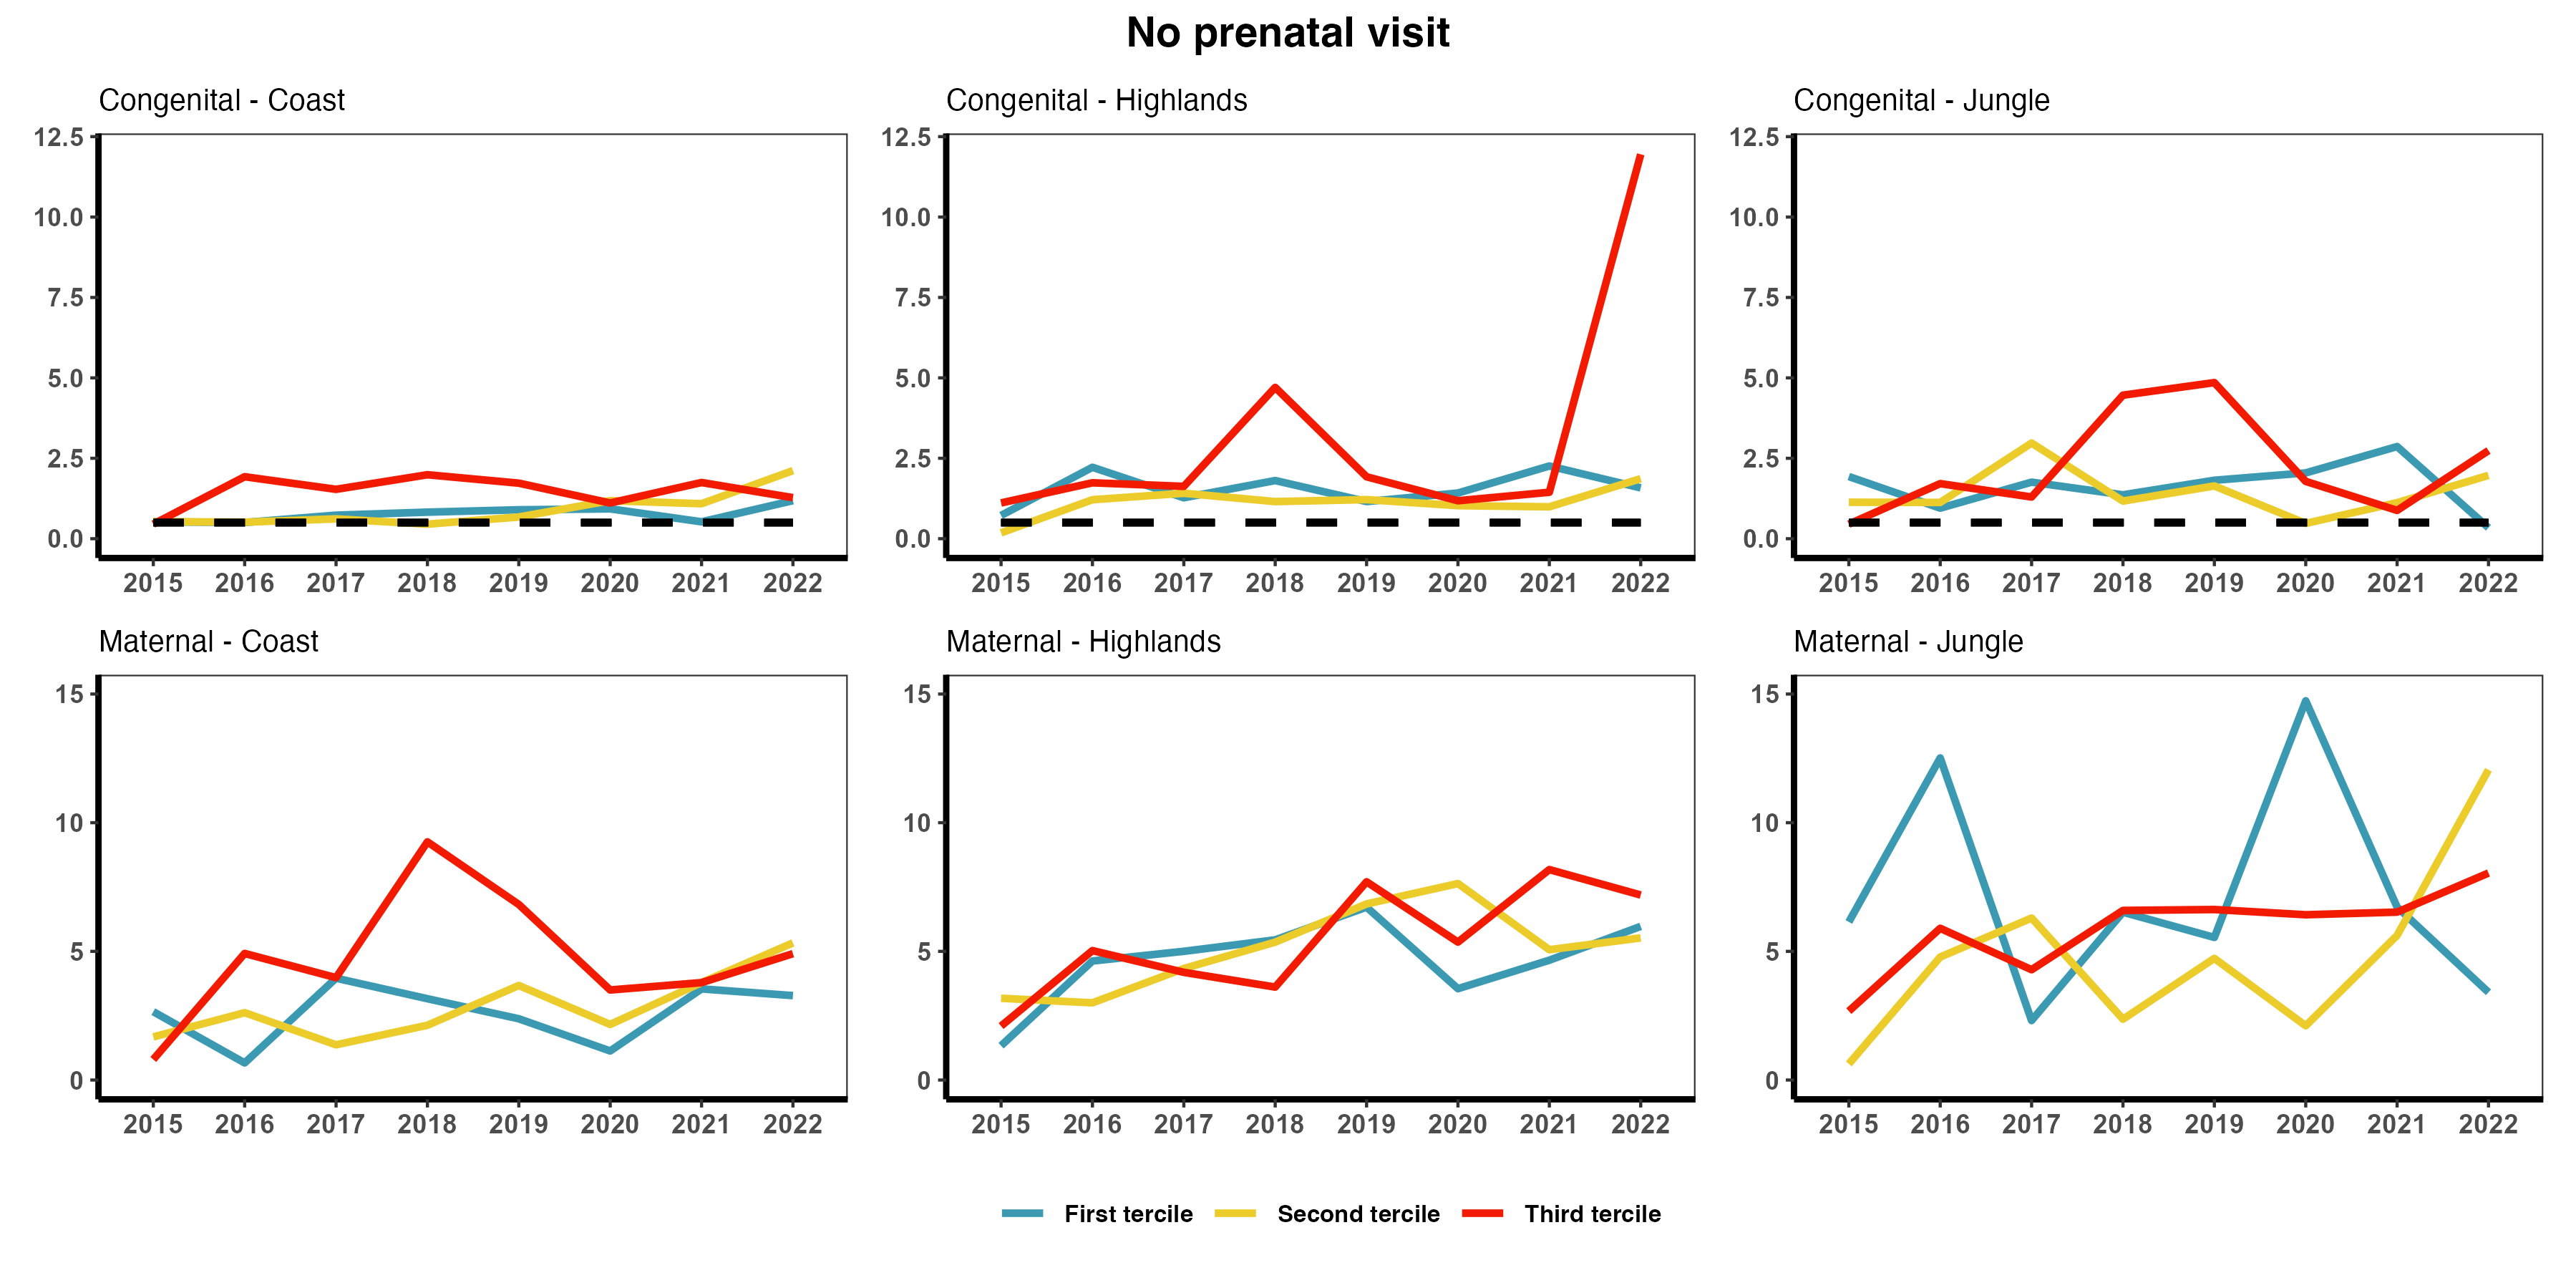 No prenatal visit
Congenital - Coast
12.5
10.0
7.5
5.0
2.5
0.0
2015 2016 2017 2018 2019 2020 2021 2022
Congenital - Highlands
12.5
10.0
7.5
5.0
2.5
0.0
2015 2016 2017 2018 2019 2020 2021 2022
Congenital - Jungle
12.5
10.0
7.5
5.0
2.5
0.0
2015 2016 2017 2018 2019 2020 2021 2022
Maternal - Coast
15
10
5
0
2015 2016 2017 2018 2019 2020 2021 2022
Maternal - Highlands
15
10
5
0
2015 2016 2017 2018 2019 2020 2021 2022
Maternal - Jungle
15
10
5
0
2015 2016 2017 2018 2019 2020 2021 2022
First tercile Second tercile Third tercile